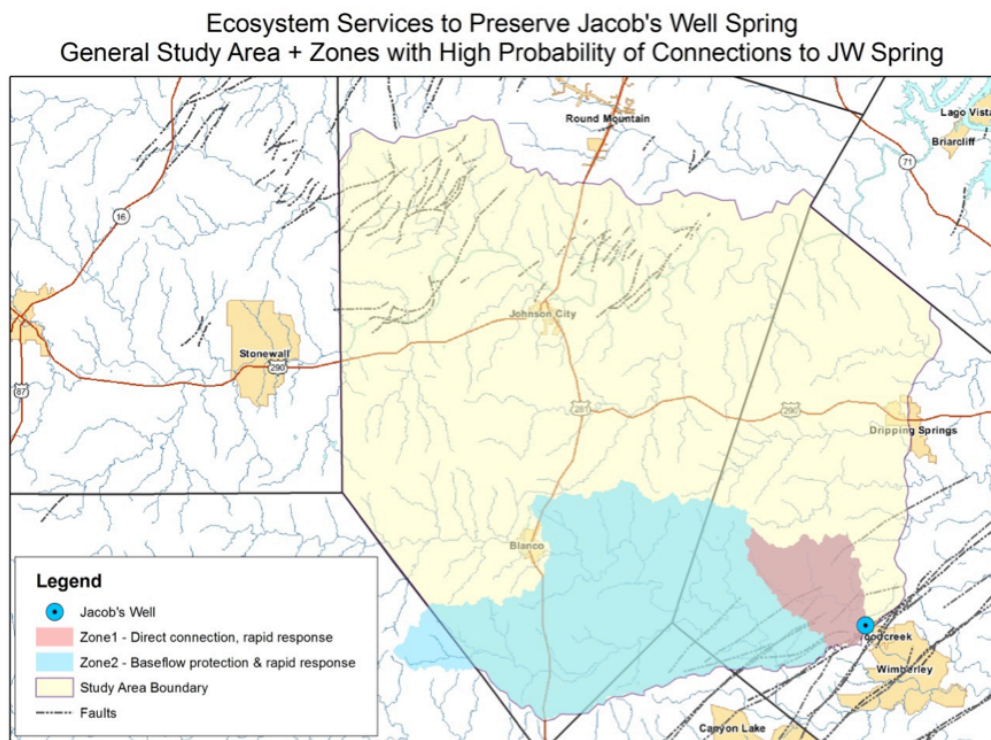 Ecosystem Services to Preserve Jacob's Well Spring
General Study Area + Zones with High Probability of Connections to JW Spring
Round Mountain
Lago Vista
Briarcliff
71
16
Johnson City
Stonewall
290
87
281
290
Dripping Springs
Blanco
Legend
Jacob's Well
Zone1 - Direct connection, rapid response
Zone2 - Baseflow protection & rapid response
Study Area Boundary
Faults
Wimberley
Canyon Lake